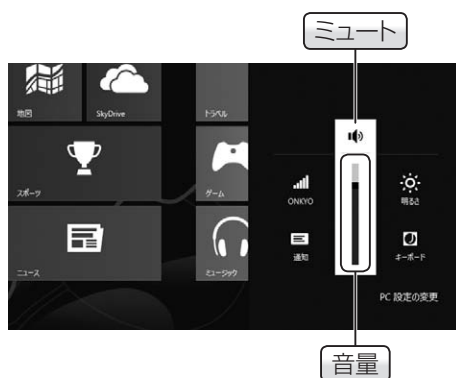 ミュート
地図
SkyDrive
トラベル
スポーツ
ゲーム
ONKYO
明るさ
ニュース
ミュージック
通知
キーボード
PC 設定の変更
音量